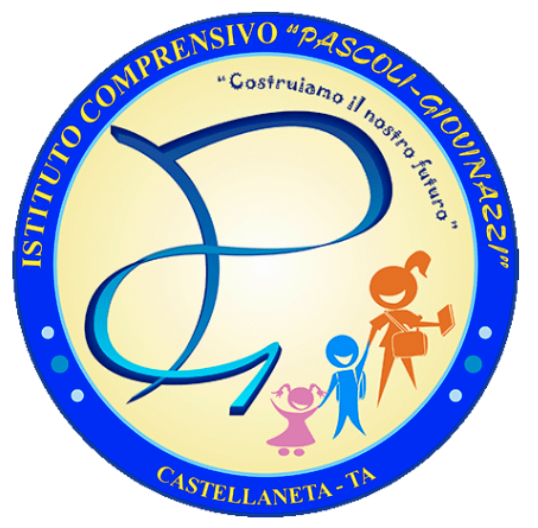 ISTITUTO COMPRENSIVO "PASCOLI-GIOVINAZZI"
"Costruiamo il nostro futuro"
CASTELLANETA - TA